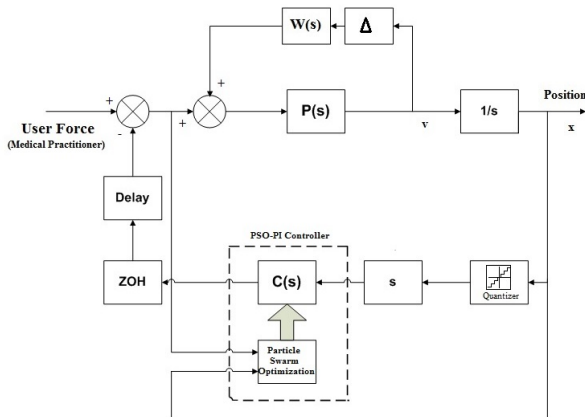 W(s)
Δ
+
+
+
-
User Force
(Medical Practitioner)
P(s)
v
1/s
Position
x
Delay
ZOH
PSO-PI Controller
C(s)
s
Quantizer
Particle
Swarm
Optimization